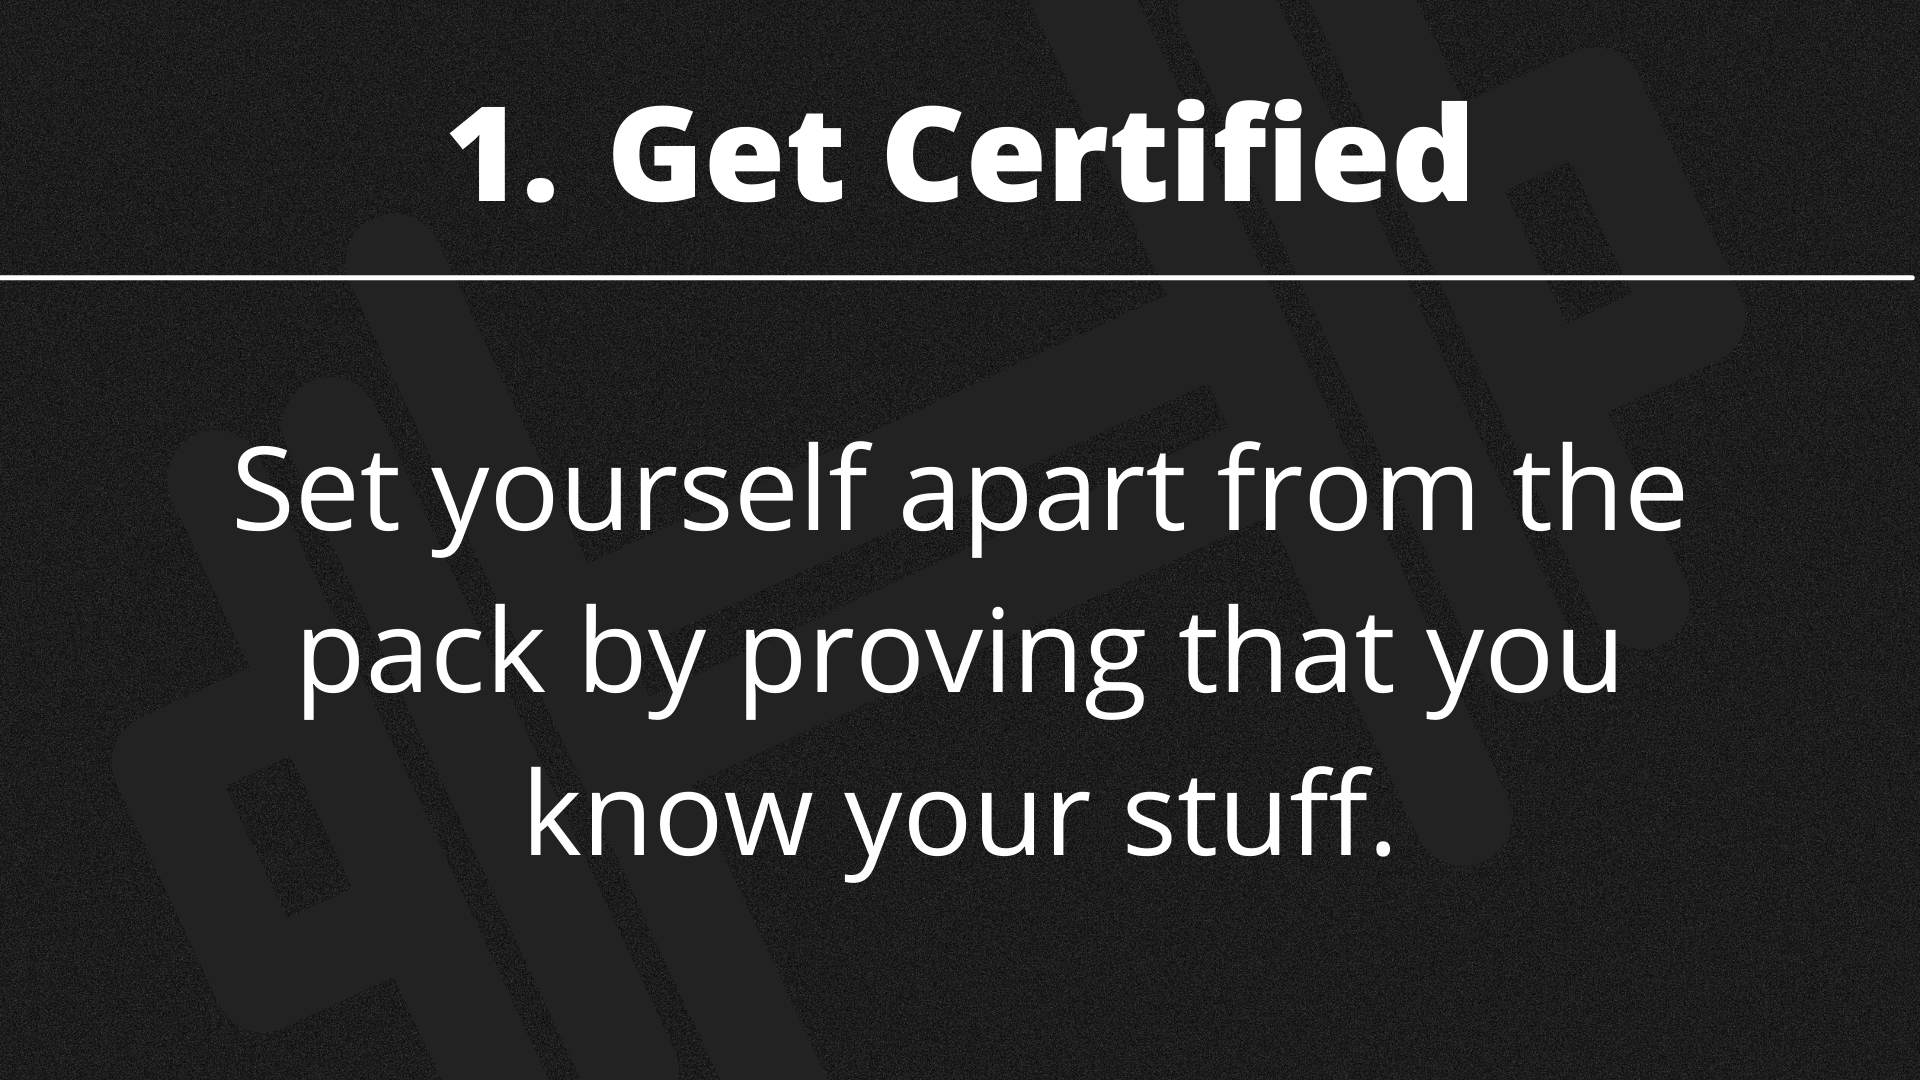 1. Get Certified
Set yourself apart from the
pack by proving that you
know your stuff.